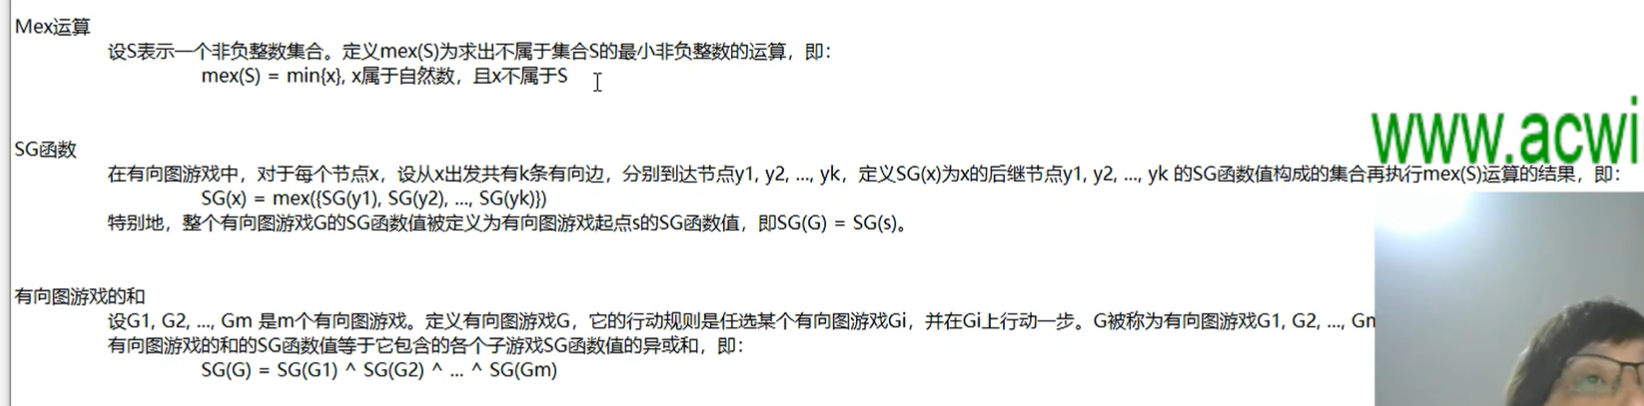 Mex运算
设S表示一个非负整数集合。定义mex(S)为求出不属于集合S的最小非负整数的运算，即：
mex(S) = min{x}, x属于自然数，且x不属于S
www.acwi
SG函数
在有向图游戏中，对于每个节点x，设从x出发共有k条有向边，分别到达节点y1, y2, ..., yk，定义SG(x)为x的后继节点y1, y2, ..., yk 的SG函数值构成的集合再执行mex(S)运算的结果，即：
SG(x) = mex({SG(y1), SG(y2), ..., SG(yk)})
特别地，整个有向图游戏G的SG函数值被定义为有向图游戏起点s的SG函数值，即SG(G) = SG(s)。
有向图游戏的和
设G1, G2, ..., Gm 是m个有向图游戏。定义有向图游戏G，它的行动规则是任选某个有向图游戏Gi，并在Gi上行动一步。G被称为有向图游戏G1, G2, ...,
有向图游戏的和的SG函数值等于它包含的各个子游戏SG函数值的异或和，即：
SG(G) = SG(G1) ^ SG(G2) ^ ... ^ SG(Gm)